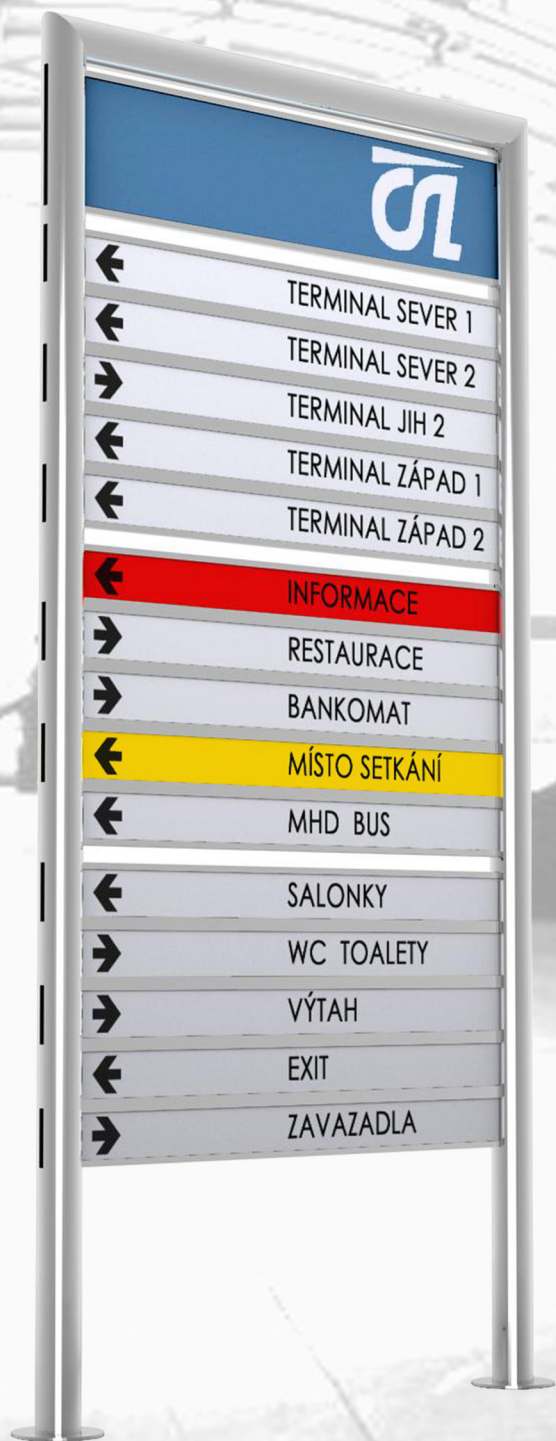 ← TERMINAL SEVER 1
← TERMINAL SEVER 2
→ TERMINAL JIH 2
← TERMINAL ZÁPAD 1
← TERMINAL ZÁPAD 2
← INFORMACE
→ RESTAURACE
→ BANKOMAT
← MÍSTO SETKÁNÍ
← MHD BUS
← SALONKY
→ WC TOALETY
→ VÝTAH
← EXIT
→ ZAVAZADLA